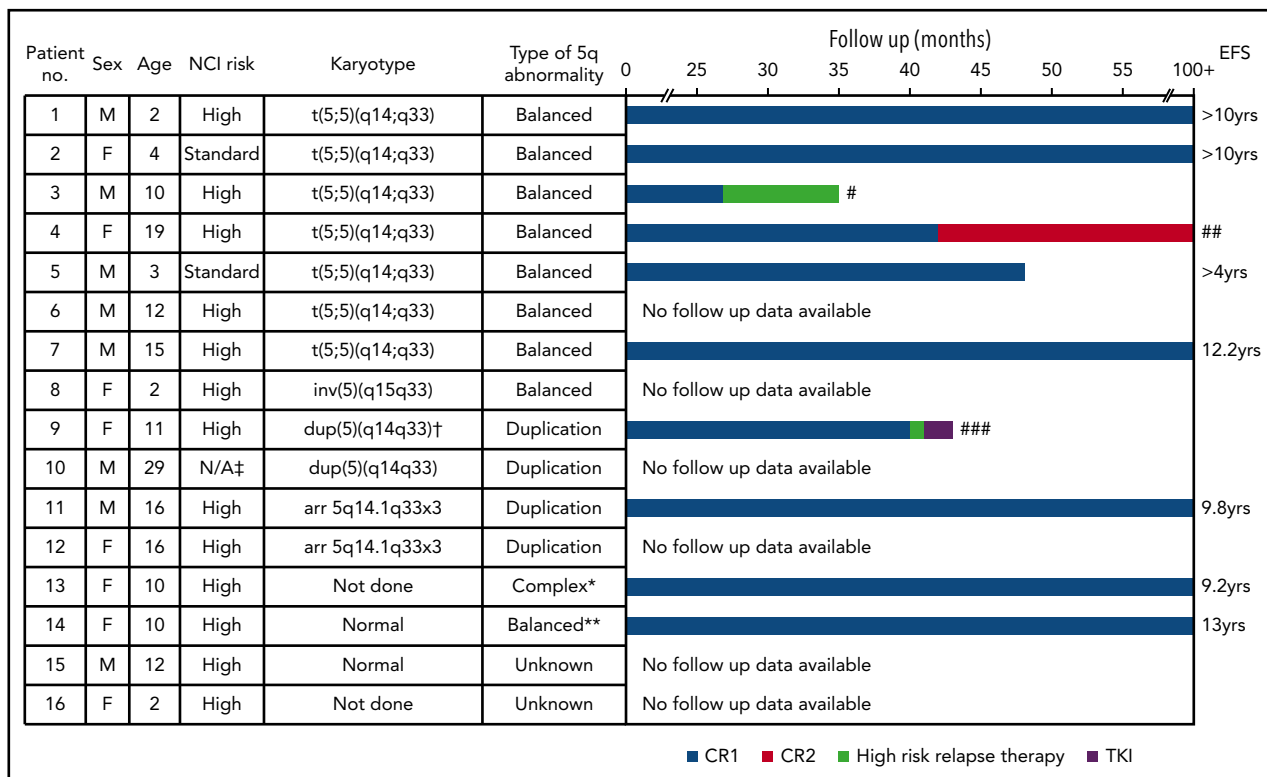 Follow up (months)
Patient no. Sex Age NCI risk Karyotype Type of 5q abnormality 0 25 30 35 40 45 50 55 100+ EFS
1 M 2 High t(5;5)(q14;q33) Balanced >10yrs
2 F 4 Standard t(5;5)(q14;q33) Balanced >10yrs
3 M 10 High t(5;5)(q14;q33) Balanced #
4 F 19 High t(5;5)(q14;q33) Balanced ##
5 M 3 Standard t(5;5)(q14;q33) Balanced >4yrs
6 M 12 High t(5;5)(q14;q33) Balanced No follow up data available
7 M 15 High t(5;5)(q14;q33) Balanced 12.2yrs
8 F 2 High inv(5)(q15q33) Balanced No follow up data available
9 F 11 High dup(5)(q14q33)† Duplication ###
10 M 29 N/A‡ dup(5)(q14q33) Duplication No follow up data available
11 M 16 High arr 5q14.1q33x3 Duplication 9.8yrs
12 F 16 High arr 5q14.1q33x3 Duplication No follow up data available
13 F 10 High Not done Complex* 9.2yrs
14 F 10 High Normal Balanced** 13yrs
15 M 12 High Normal Unknown No follow up data available
16 F 2 High Not done Unknown No follow up data available
CR1 CR2 High risk relapse therapy TKI